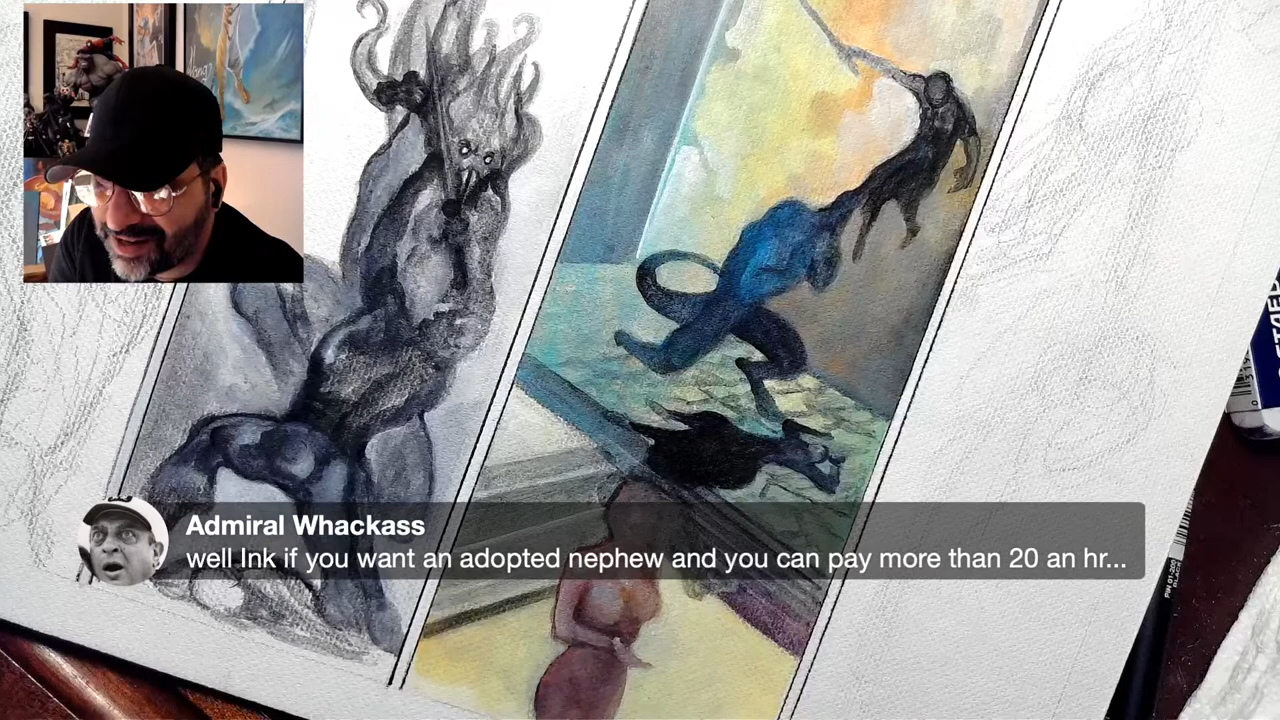 Admiral Whackass
well Ink if you want an adopted nephew and you can pay more than 20 an hr...